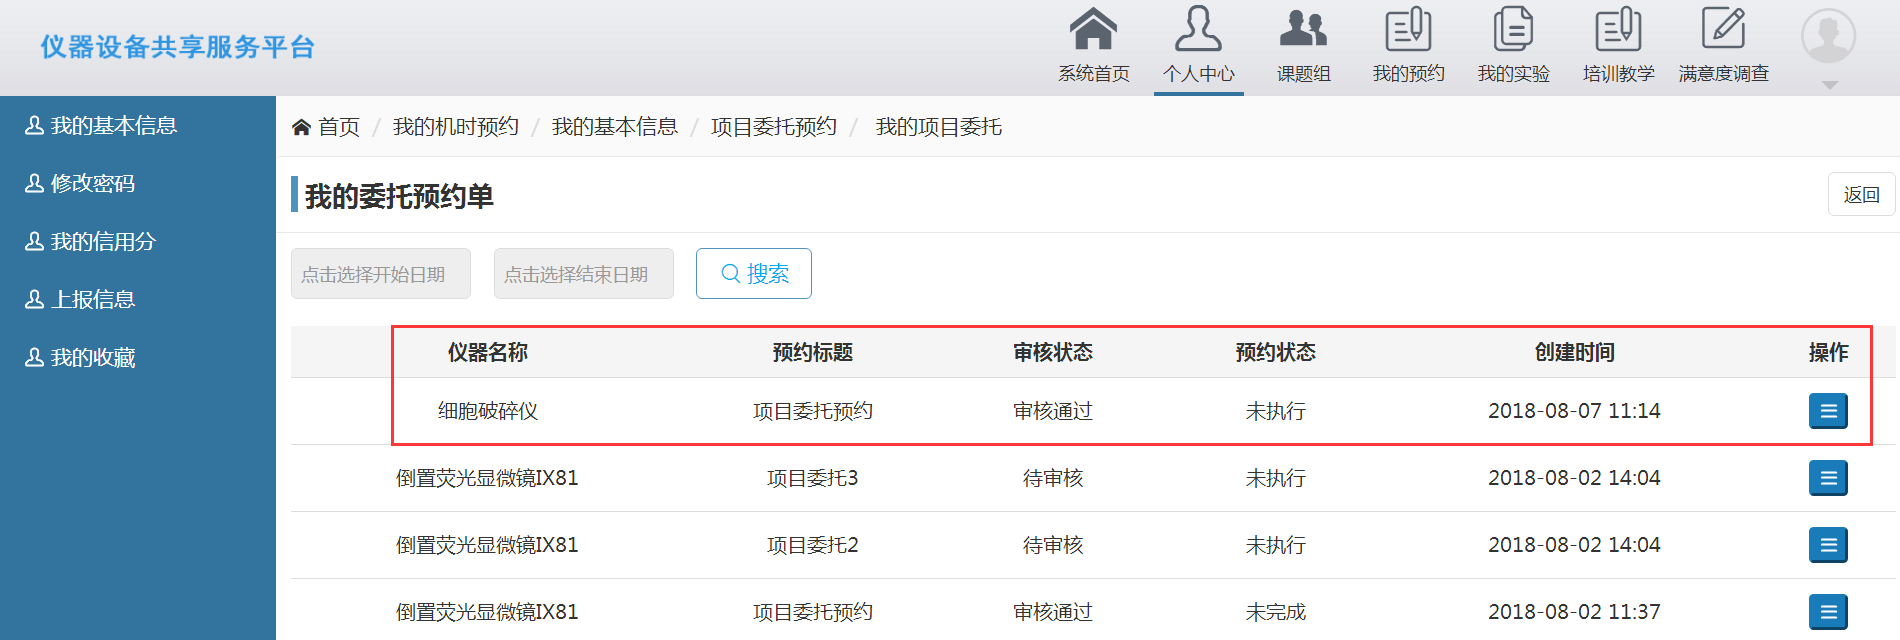 仪器设备共享服务平台
系统首页 个人中心 课题组 我的预约 我的实验 培训教学 满意度调查
我的基本信息
修改密码
我的信用分
上报信息
我的收藏
首页 / 我的机时预约 / 我的基本信息 / 项目委托预约 / 我的项目委托
我的委托预约单
返回
点击选择开始日期 点击选择结束日期 搜索
仪器名称 预约标题 审核状态 预约状态 创建时间 操作
细胞破碎仪 项目委托预约 审核通过 未执行 2018-08-07 11:14
倒置荧光显微镜IX81 项目委托3 待审核 未执行 2018-08-02 14:04
倒置荧光显微镜IX81 项目委托2 待审核 未执行 2018-08-02 14:04
倒置荧光显微镜IX81 项目委托预约 审核通过 未完成 2018-08-02 11:37